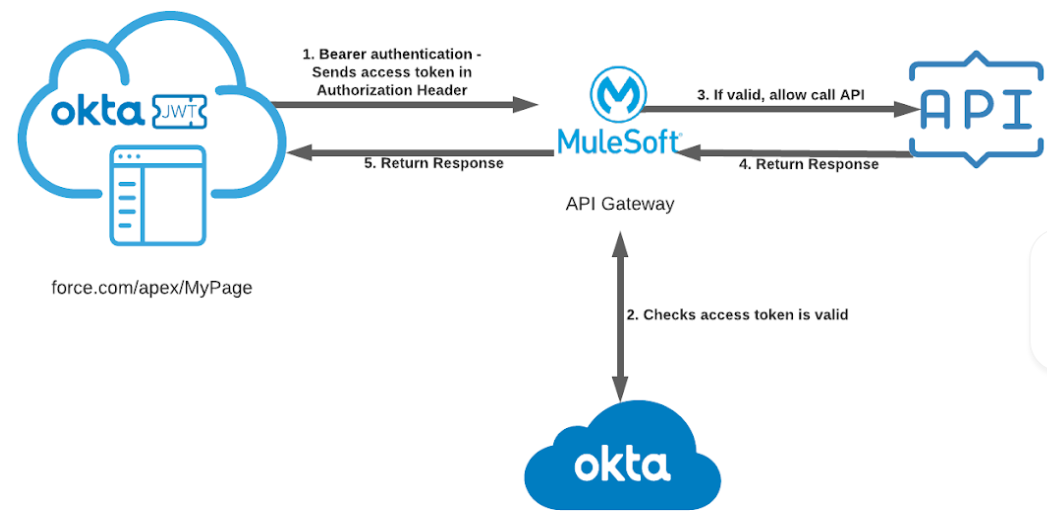 1. Bearer authentication -
Sends access token in
Authorization Header
okta JWT
MuleSoft
3. If valid, allow call API
API
5. Return Response
4. Return Response
API Gateway
force.com/apex/MyPage
2. Checks access token is valid
okta